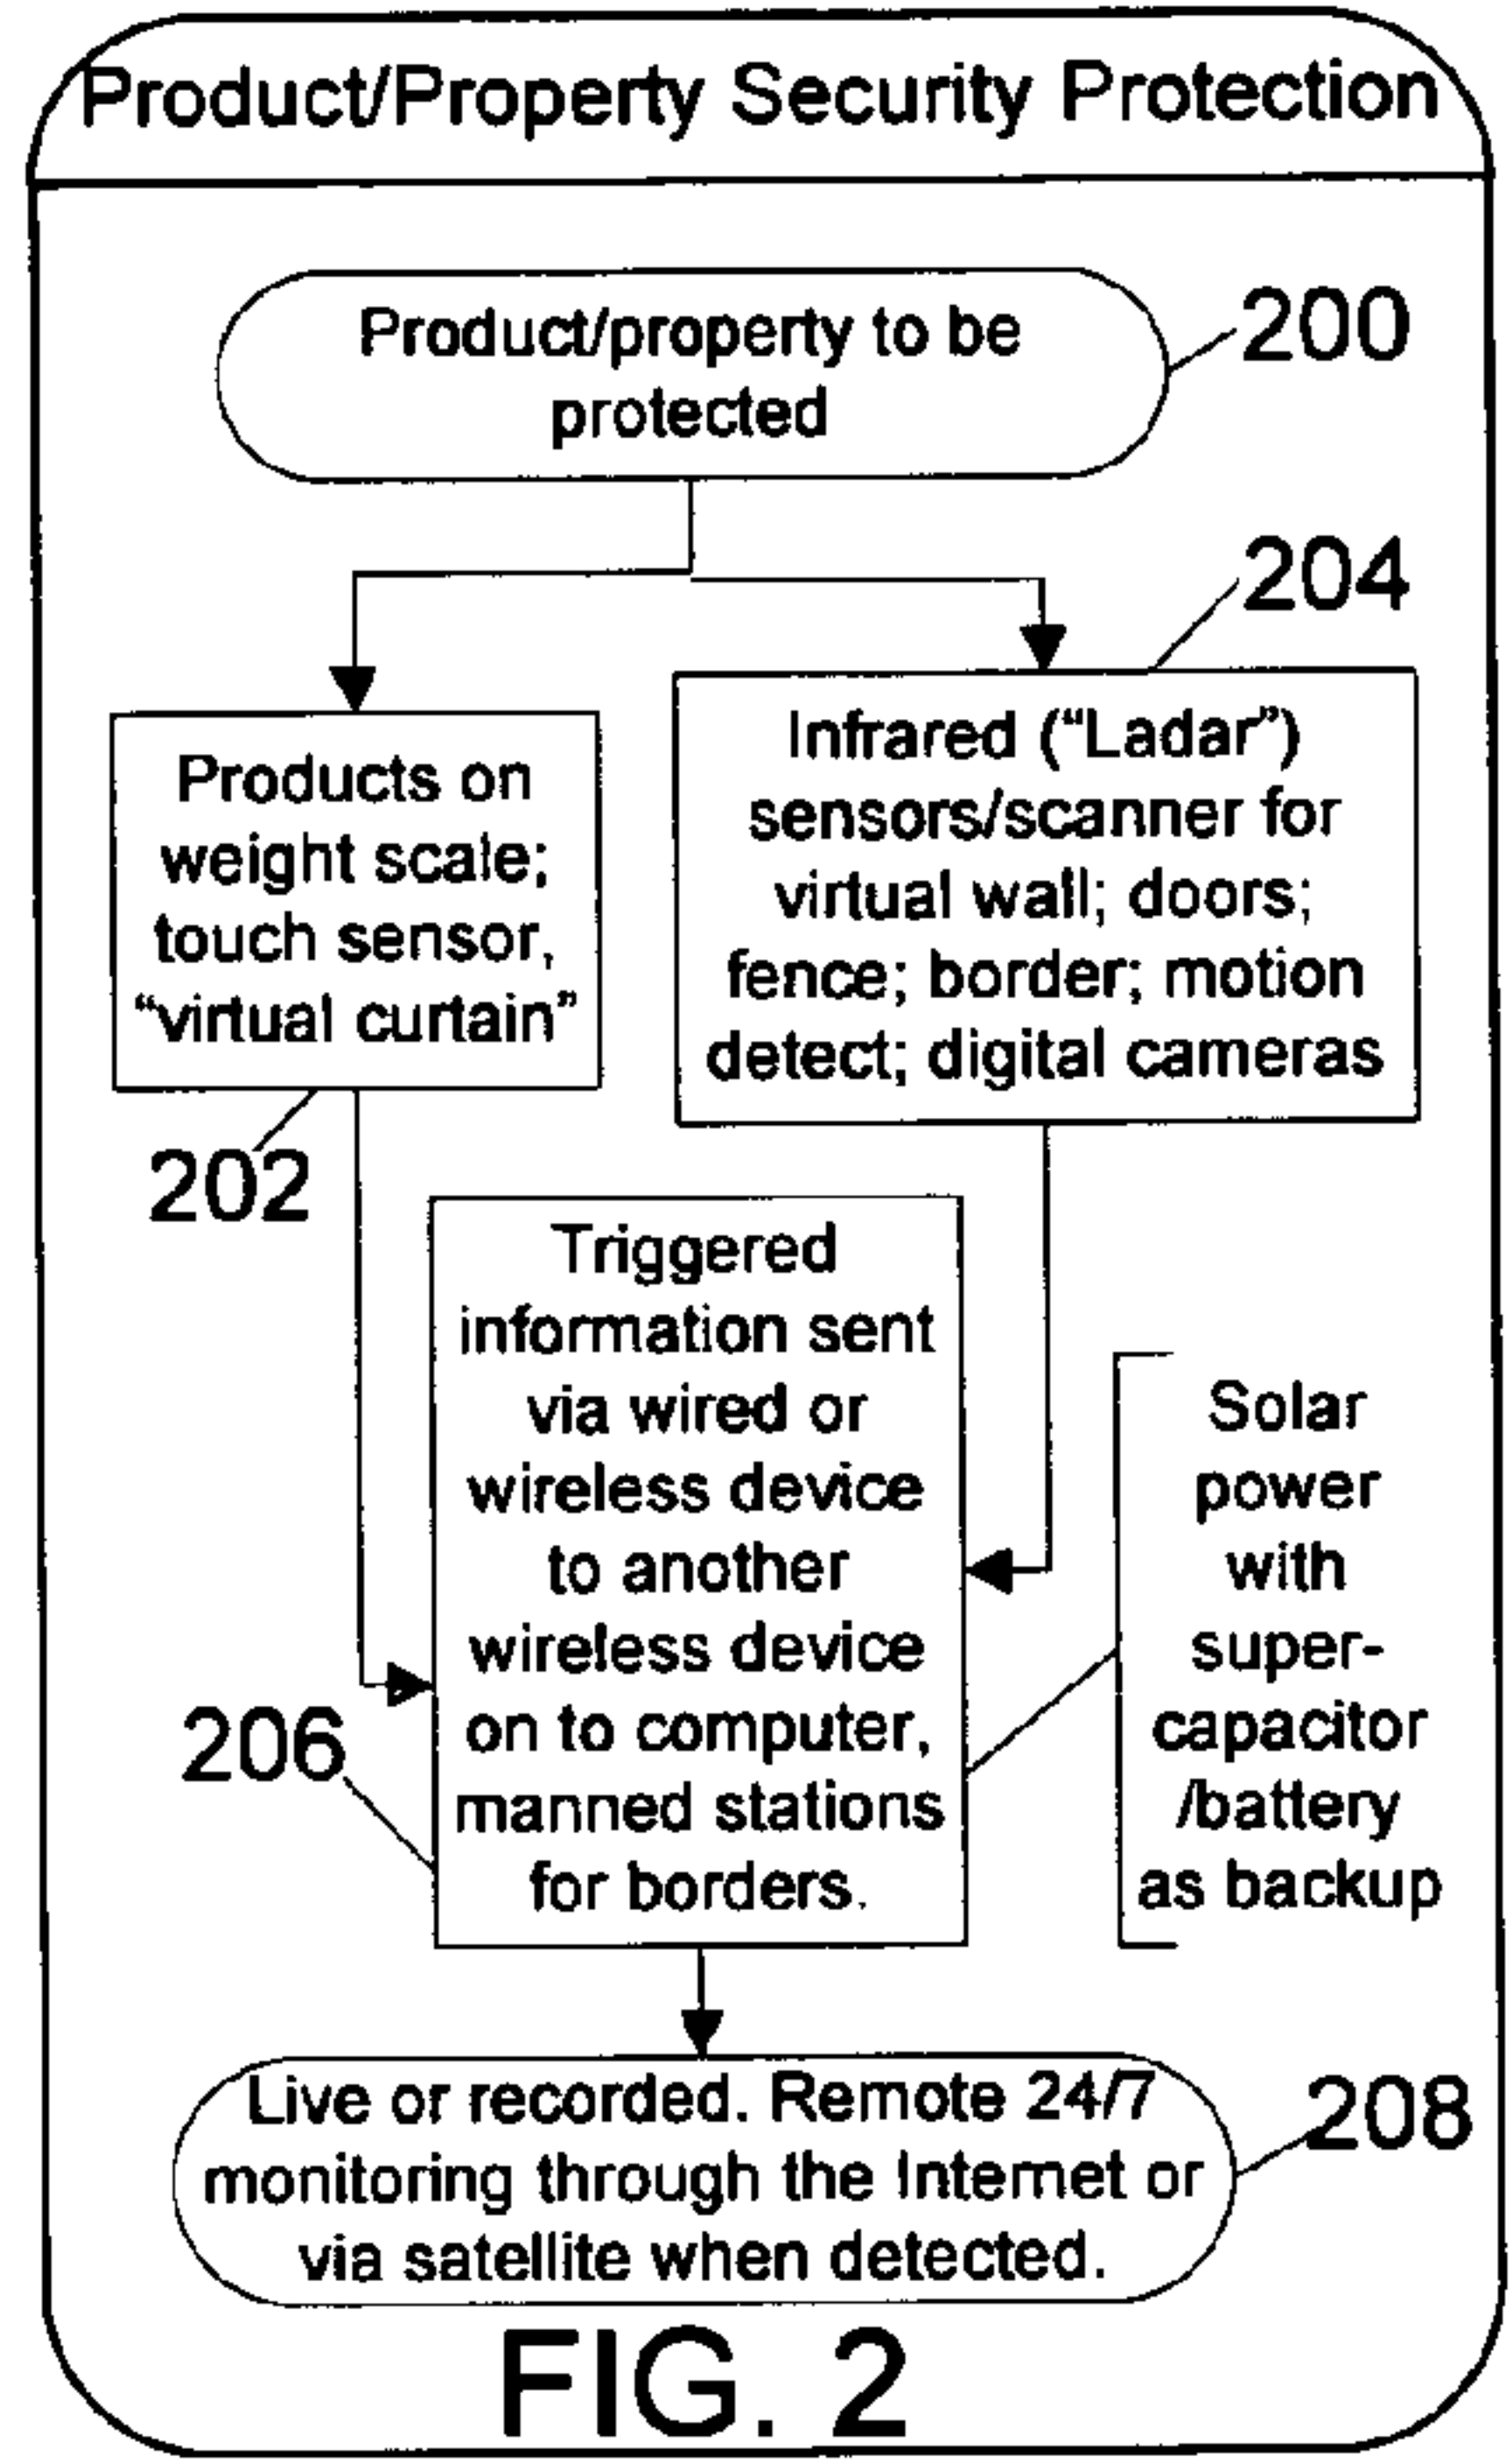 Product/Property Security Protection
Product/property to be
protected
200
204
Products on
weight scale;
touch sensor,
“virtual curtain”
202
Infrared (“Ladar”)
sensors/scanner for
virtual wall; doors;
fence; border; motion
detect; digital cameras
Triggered
information sent
via wired or
wireless device
to another
wireless device
on to computer,
manned stations
for borders.
206
Solar
power
with
super-
capacitor
/battery
as backup
Live or recorded. Remote 24/7
monitoring through the Internet or
via satellite when detected.
208
FIG. 2